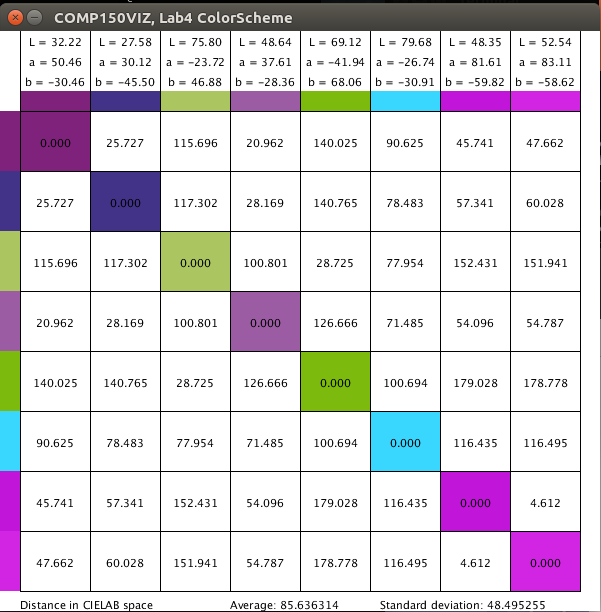 COMP150VIZ, Lab4 ColorScheme
L = 32.22 L = 27.58 L = 75.80 L = 48.64 L = 69.12 L = 79.68 L = 48.35 L = 52.54
a = 50.46 a = 30.12 a = -23.72 a = 37.61 a = -41.94 a = -26.74 a = 81.61 a = 83.11
b = -30.46 b = -45.50 b = 46.88 b = -28.36 b = 68.06 b = -30.91 b = -59.82 b = -58.62
0.000 25.727 115.696 20.962 140.025 90.625 45.741 47.662
25.727 0.000 117.302 28.169 140.765 78.483 57.341 60.028
115.696 117.302 0.000 100.801 28.725 77.954 152.431 151.941
20.962 28.169 100.801 0.000 126.666 71.485 54.096 54.787
140.025 140.765 28.725 126.666 0.000 100.694 179.028 178.778
90.625 78.483 77.954 71.485 100.694 0.000 116.435 116.495
45.741 57.341 152.431 54.096 179.028 116.435 0.000 4.612
47.662 60.028 151.941 54.787 178.778 116.495 4.612 0.000
Distance in CIELAB space Average: 85.636314 Standard deviation: 48.495255